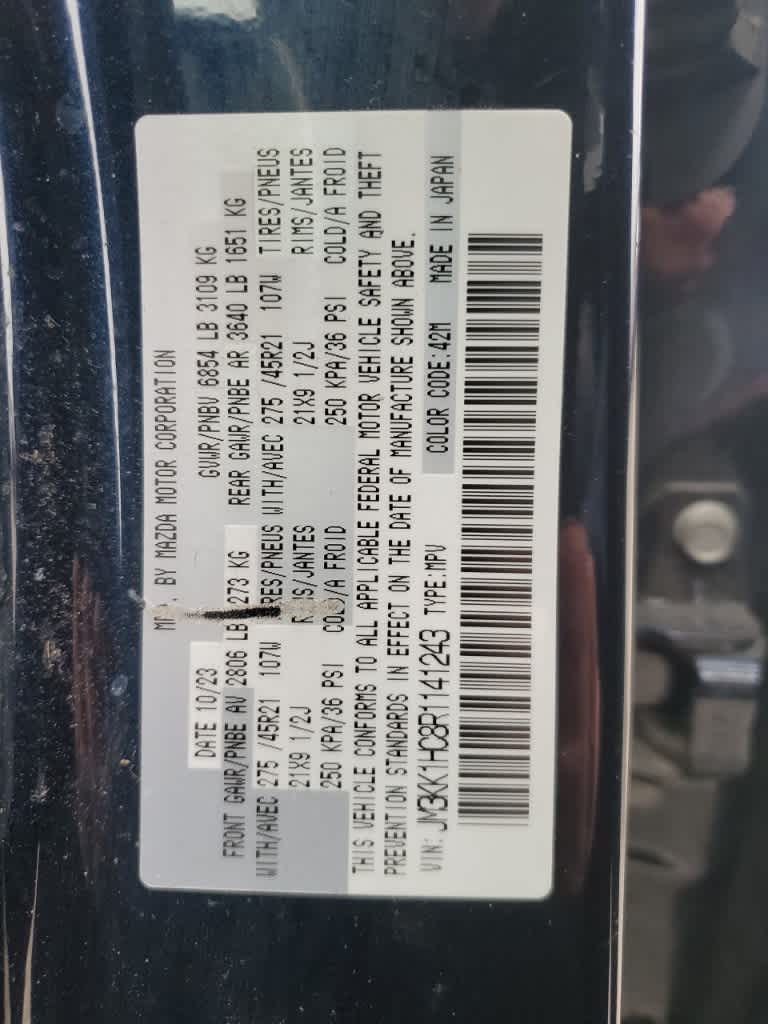 BY MAZDA MOTOR CORPORATION
DATE 10/23 GVWR/PNBV 6854 LB 3109 KG
FRONT GAWR/PNBE AV 2806 LB 1273 KG REAR GAWR/PNBE AR 3640 LB 1651 KG
WITH/AVEC 275 /45R21 107W TIRES/PNEUS WITH/AVEC 275 /45R21 107W TIRES/PNEUS
21X9 1/2J RIMS/JANTES 21X9 1/2J RIMS/JANTES
250 KPA/36 PSI COLD/A FROID 250 KPA/36 PSI COLD/A FROID
THIS VEHICLE CONFORMS TO ALL APPLICABLE FEDERAL MOTOR VEHICLE SAFETY AND THEFT
PREVENTION STANDARDS IN EFFECT ON THE DATE OF MANUFACTURE SHOWN ABOVE.
VIN: JM3KK1HC8R1141243 TYPE:MPV COLOR CODE:42M MADE IN JAPAN